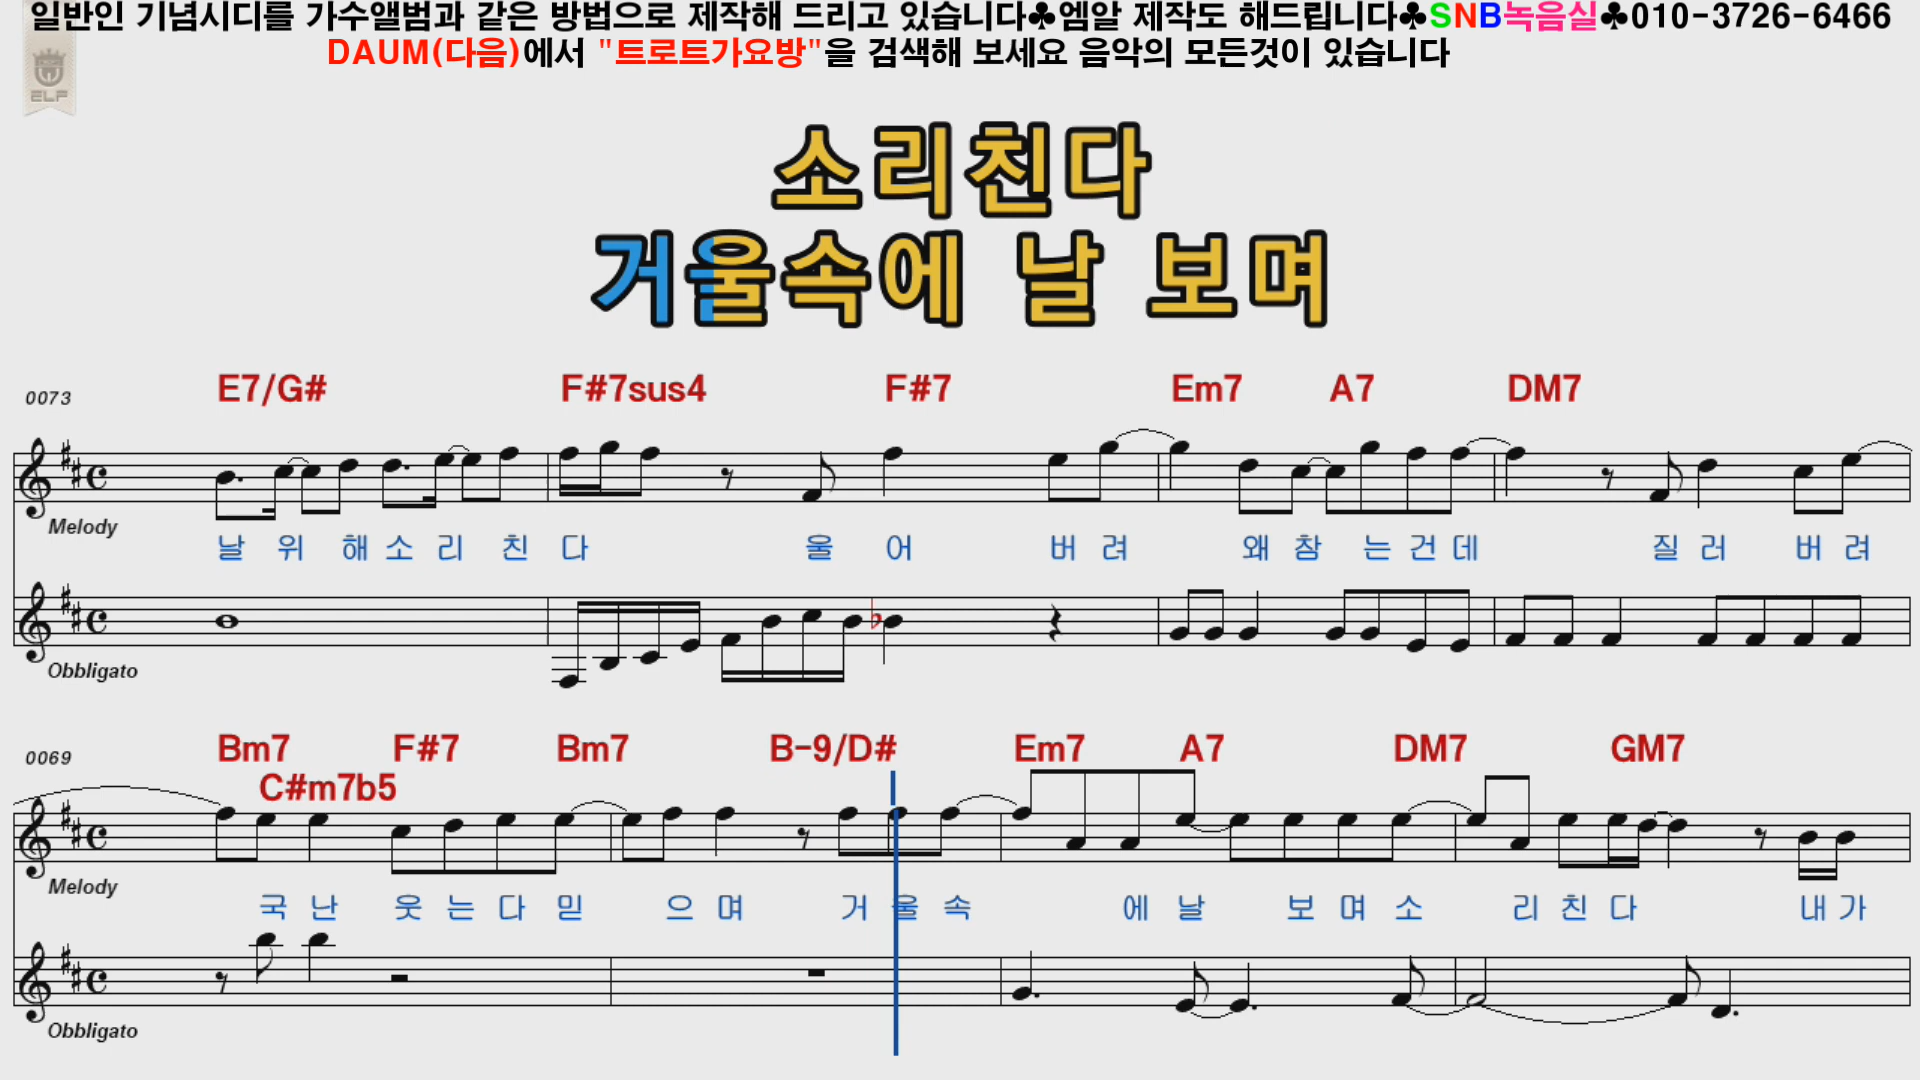 일반인 기념시디를 가수앨범과 같은 방법으로 제작해 드리고 있습니다♣엠알 제작도 해드립니다♣SNB녹음실♣010-3726-6466
DAUM(다음)에서 "트로트가요방"을 검색해 보세요 음악의 모든것이 있습니다
ELF
소리친다
거울속에 날 보며
0073 E7/G# F#7sus4 F#7 Em7 A7 DM7
Melody
날 위 해 소 리 친 다 울 어 버 려 왜 참 는 건 데 질 러 버 려
Obbligato
0069 Bm7 F#7 Bm7 B-9/D# Em7 A7 DM7 GM7
C#m7b5
Melody
국 난 웃 는 다 믿 으 며 거 울 속 에 날 보 며 소 리 친 다 내 가
Obbligato